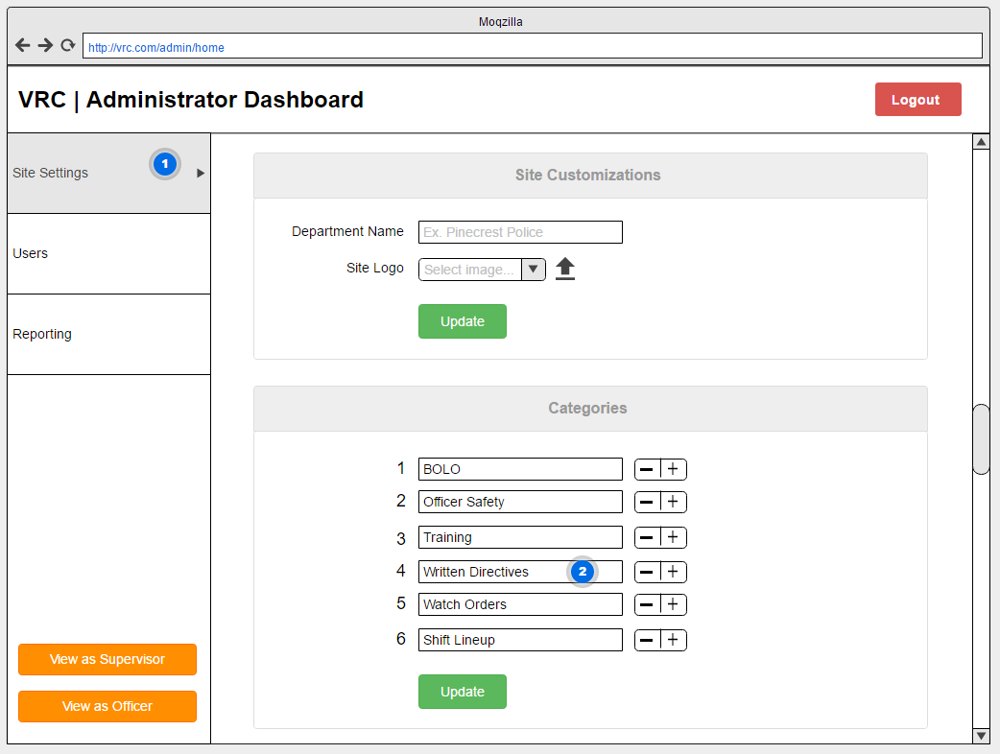 Moqzilla
http://vrc.com/admin/home
VRC | Administrator Dashboard
Logout
Site Settings
1
Users
Reporting
View as Supervisor
View as Officer
Site Customizations
Department Name
Ex. Pinecrest Police
Site Logo
Select image...
Update
Categories
1 BOLO
2 Officer Safety
3 Training
4 Written Directives 2
5 Watch Orders
6 Shift Lineup
Update